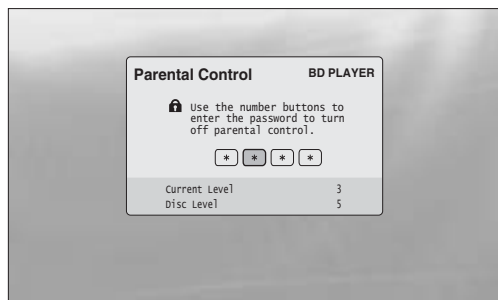 Parental Control BD PLAYER
Use the number buttons to
enter the password to turn
off parental control.
* * * *
Current Level 3
Disc Level 5